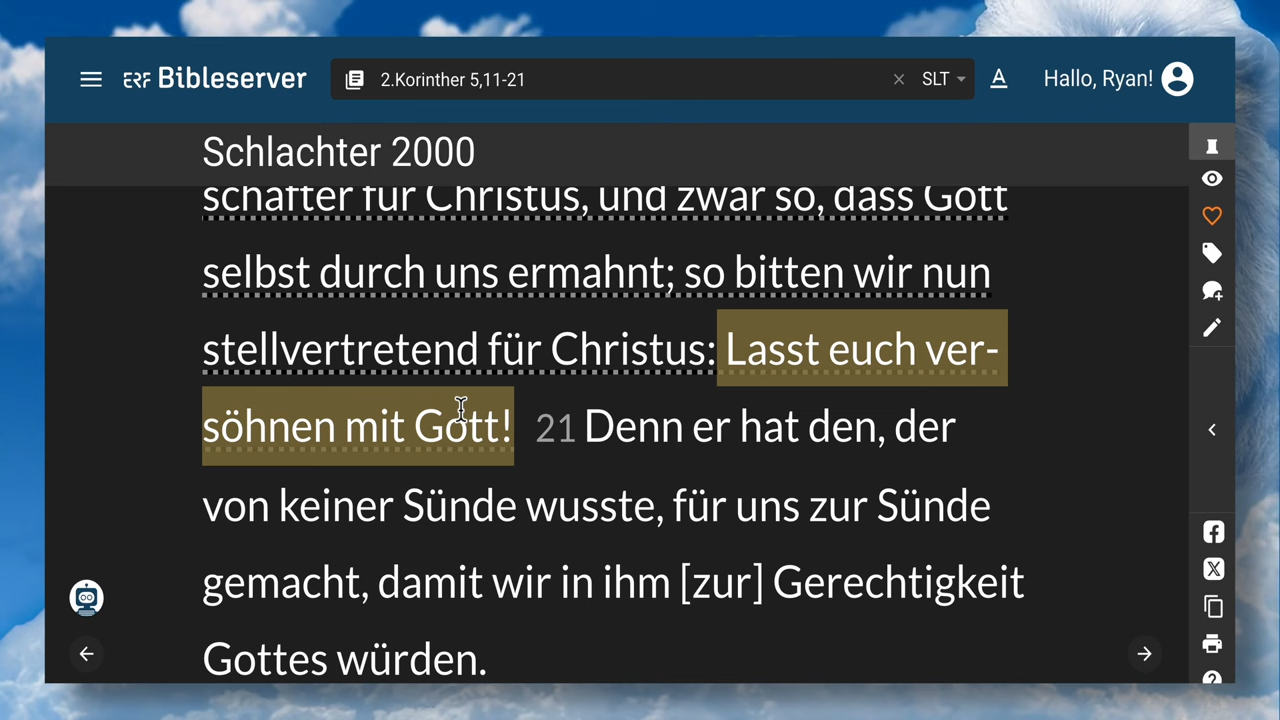 ERF Bibleserver
2.Korinther 5,11-21
SLT
A
Hallo, Ryan!
Schlachter 2000
schafter für Christus, und zwar so, dass Gott
selbst durch uns ermahnt; so bitten wir nun
stellvertretend für Christus: Lasst euch ver-
söhnen mit Gott! 21 Denn er hat den, der
von keiner Sünde wusste, für uns zur Sünde
gemacht, damit wir in ihm [zur] Gerechtigkeit
Gottes würden.